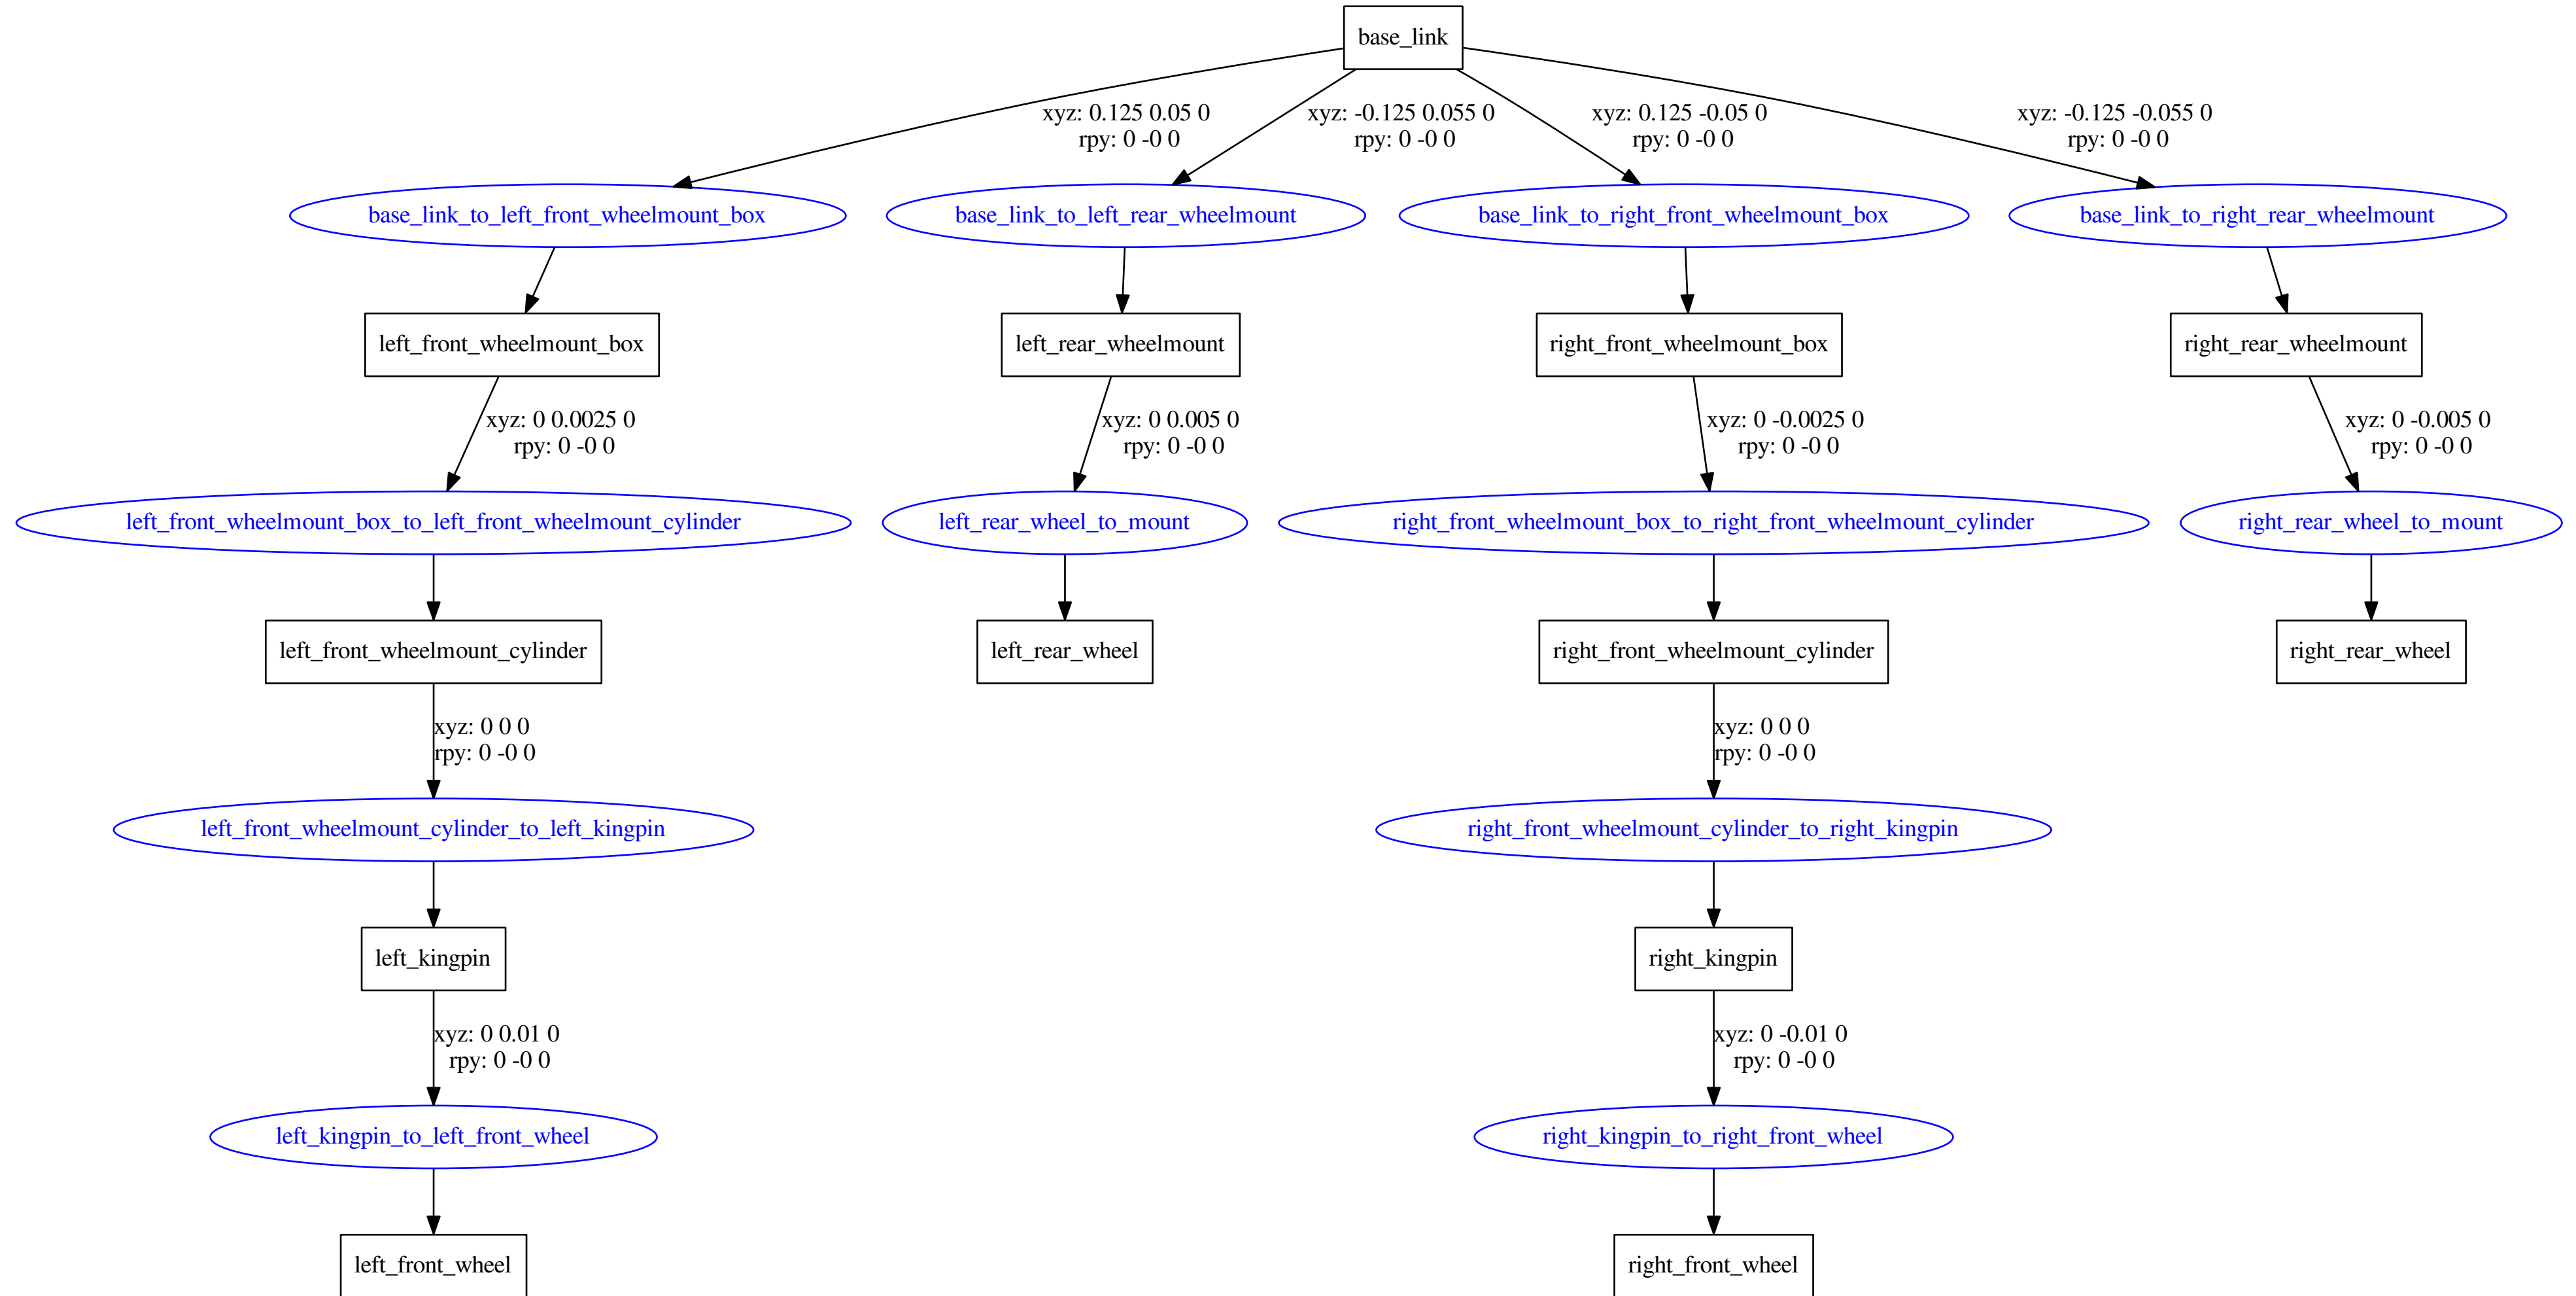 base_link
xyz: 0.125 0.05 0
rpy: 0 -0 0
xyz: -0.125 0.055 0
rpy: 0 -0 0
xyz: 0.125 -0.05 0
rpy: 0 -0 0
xyz: -0.125 -0.055 0
rpy: 0 -0 0
base_link_to_left_front_wheelmount_box
base_link_to_left_rear_wheelmount
base_link_to_right_front_wheelmount_box
base_link_to_right_rear_wheelmount
left_front_wheelmount_box
left_rear_wheelmount
right_front_wheelmount_box
right_rear_wheelmount
xyz: 0 0.0025 0
rpy: 0 -0 0
xyz: 0 0.005 0
rpy: 0 -0 0
xyz: 0 -0.0025 0
rpy: 0 -0 0
xyz: 0 -0.005 0
rpy: 0 -0 0
left_front_wheelmount_box_to_left_front_wheelmount_cylinder
left_rear_wheel_to_mount
right_front_wheelmount_box_to_right_front_wheelmount_cylinder
right_rear_wheel_to_mount
left_front_wheelmount_cylinder
left_rear_wheel
right_front_wheelmount_cylinder
right_rear_wheel
xyz: 0 0 0
rpy: 0 -0 0
xyz: 0 0 0
rpy: 0 -0 0
left_front_wheelmount_cylinder_to_left_kingpin
right_front_wheelmount_cylinder_to_right_kingpin
left_kingpin
right_kingpin
xyz: 0 0.01 0
rpy: 0 -0 0
xyz: 0 -0.01 0
rpy: 0 -0 0
left_kingpin_to_left_front_wheel
right_kingpin_to_right_front_wheel
left_front_wheel
right_front_wheel